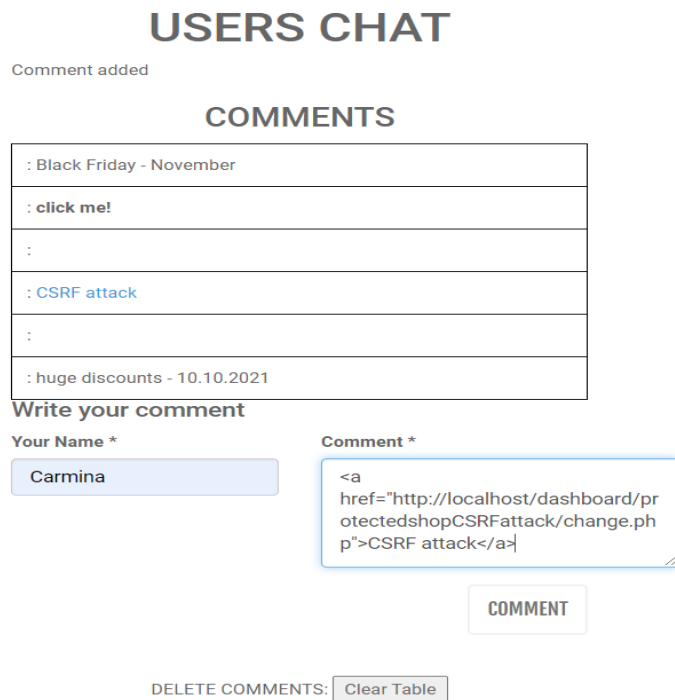 USERS CHAT
Comment added
COMMENTS
: Black Friday - November
: click me!
:
: CSRF attack
:
: huge discounts - 10.10.2021
Write your comment
Your Name *
Comment *
Carmina
<a
href="http://localhost/dashboard/pr
otectedshopCSRFattack/change.ph
p">CSRF attack</a>
COMMENT
DELETE COMMENTS: Clear Table